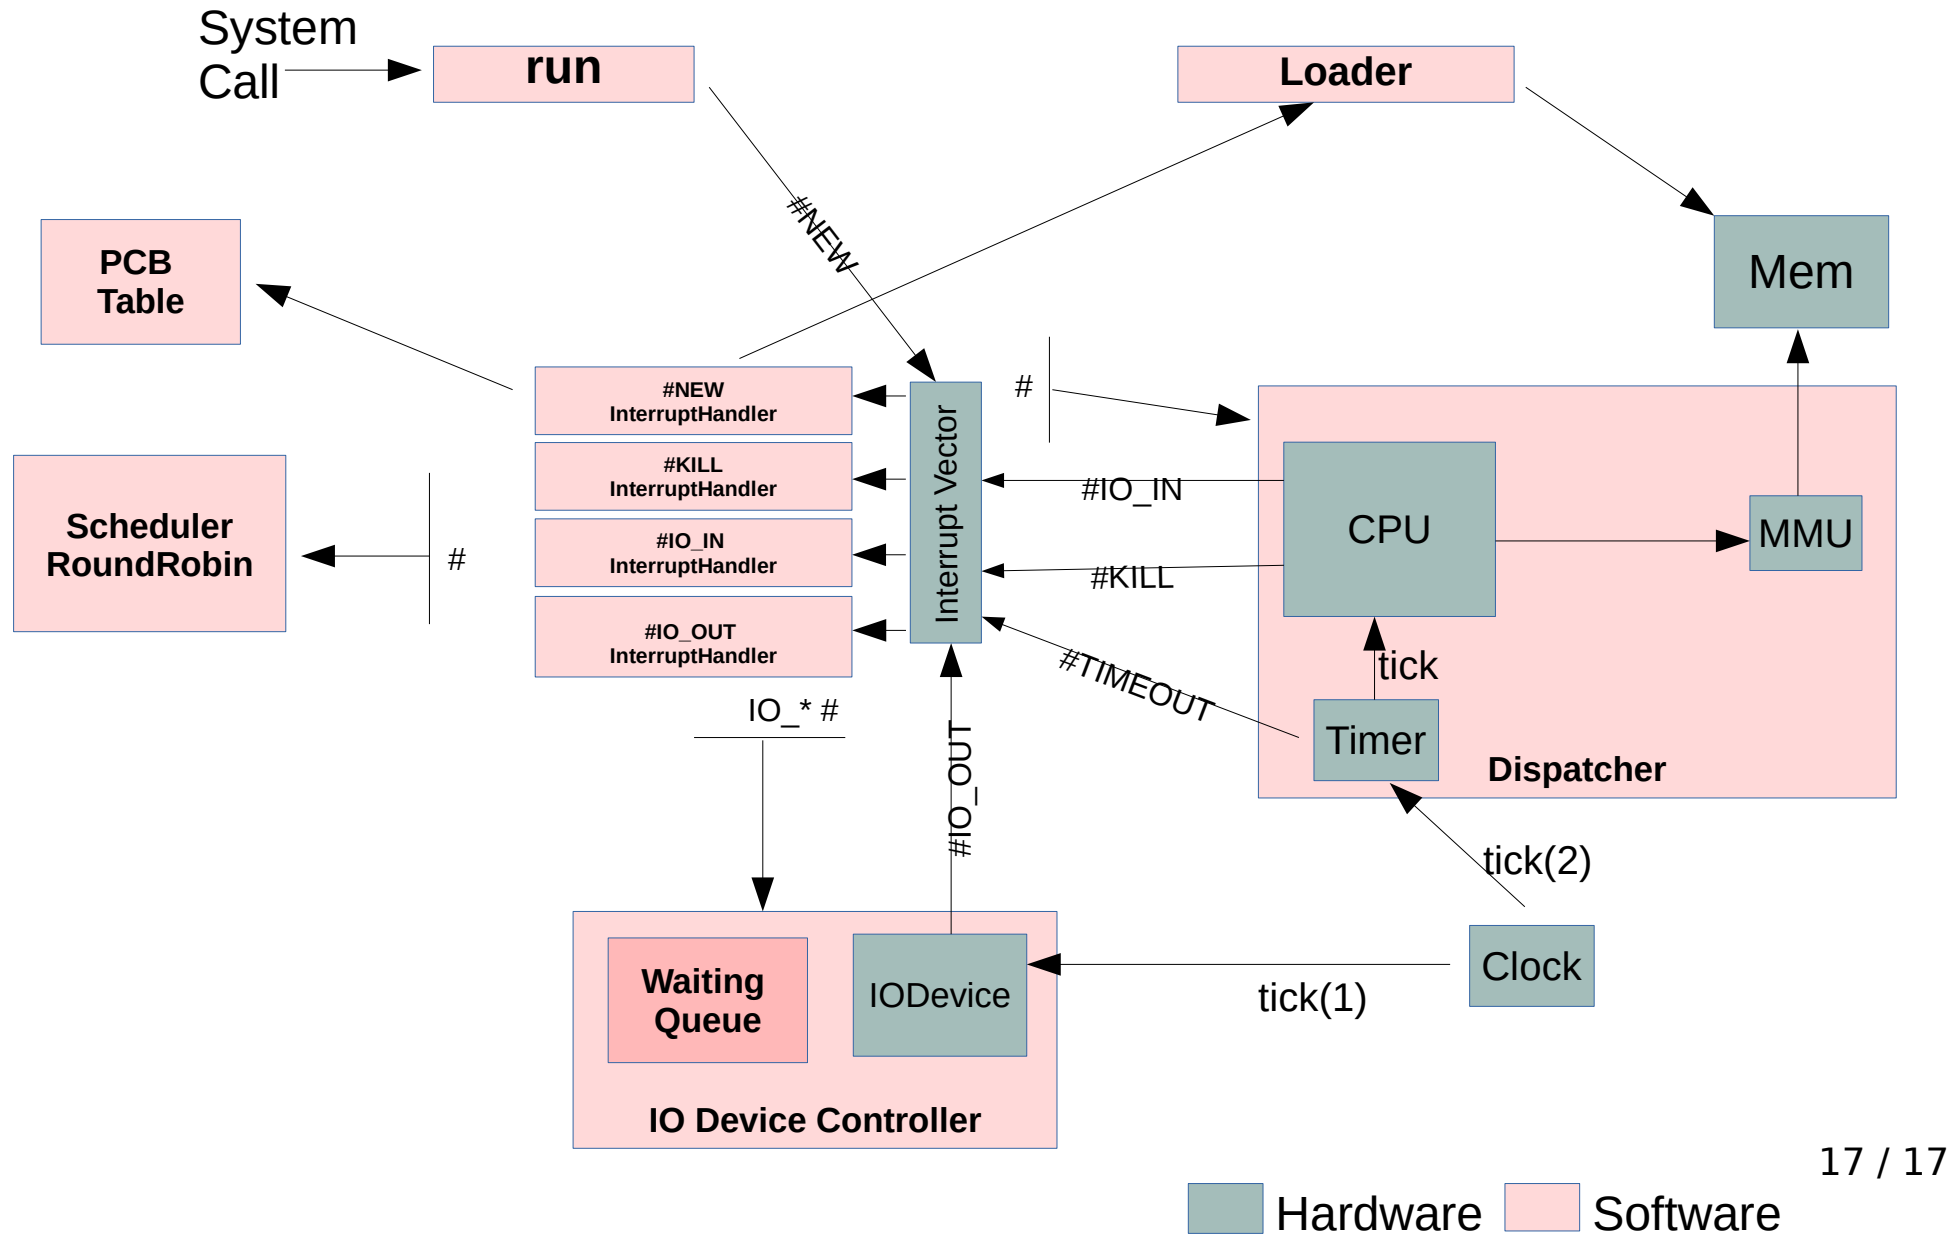 System
Call
run
Loader
#NEW
PCB
Table
Mem
#NEW
InterruptHandler
#KILL
InterruptHandler
#IO_IN
InterruptHandler
#IO_OUT
InterruptHandler
Interrupt Vector
#
#IO_IN
#KILL
#TIMEOUT
CPU
MMU
tick
Timer
Dispatcher
Scheduler
RoundRobin
#
IO_* #
#IO_OUT
tick(2)
Clock
tick(1)
Waiting
Queue
IODevice
IO Device Controller
17 / 17
Hardware
Software